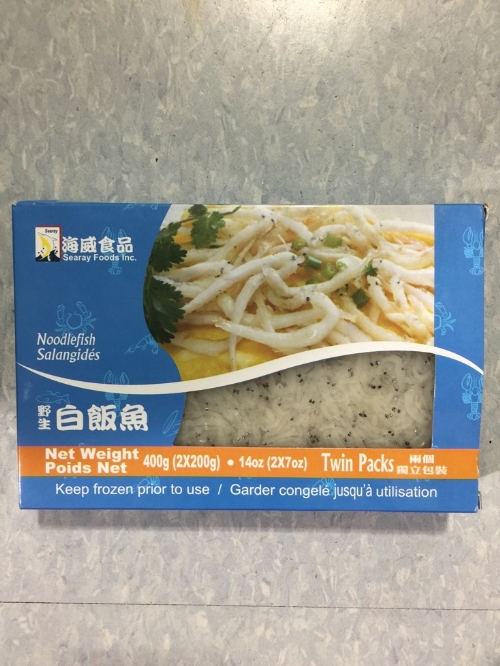 Searay
海威食品
Searay Foods Inc.
Noodlefish
Salangidés
野生
白飯魚
Net Weight
Poids Net
400g (2X200g) • 14oz (2X7oz)
Twin Packs
兩個
獨立包裝
Keep frozen prior to use / Garder congelé jusqu'à utilisation